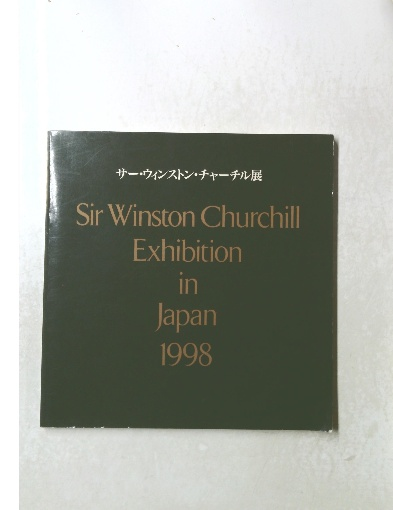 サー・ウィンストン・チャーチル展
Sir Winston Churchill
Exhibition
in
Japan
1998